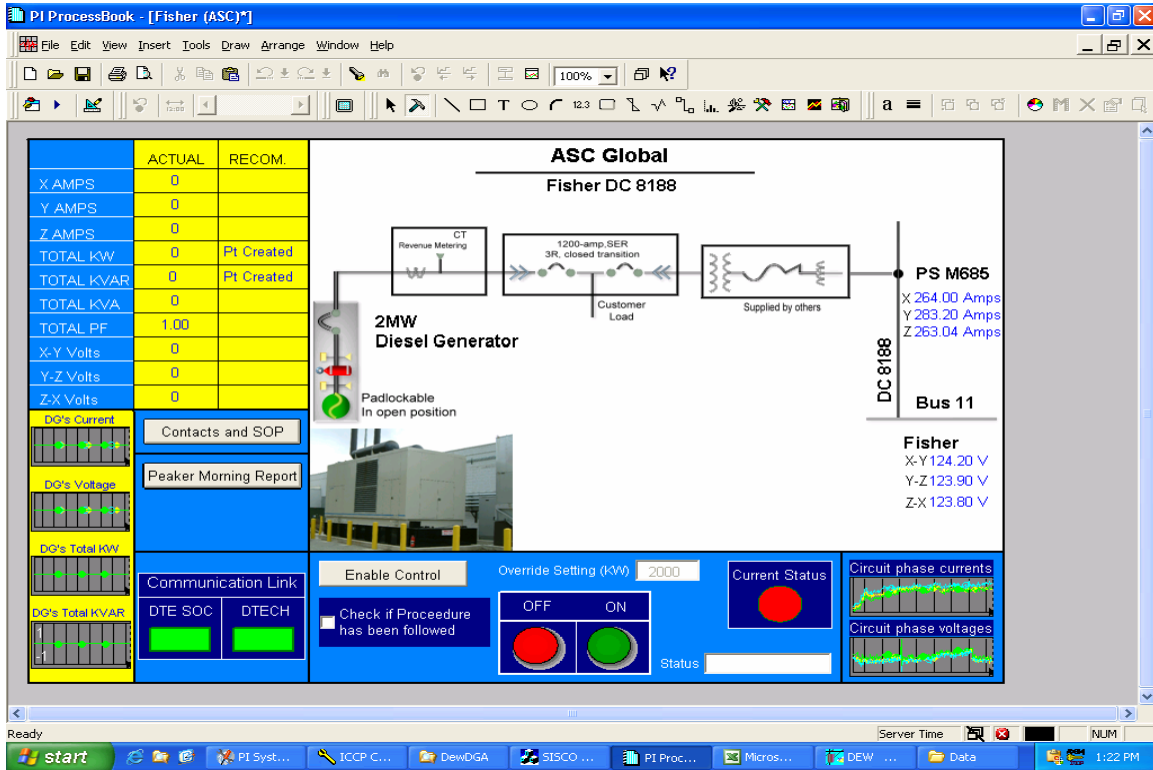 PI ProcessBook - [Fisher (ASC)*]
File Edit View Insert Tools Draw Arrange Window Help
100%
12.3
a
ACTUAL RECOM.
X AMPS 0
Y AMPS 0
Z AMPS 0
TOTAL KW 0 Pt Created
TOTAL KVAR 0 Pt Created
TOTAL KVA 0
TOTAL PF 1.00
X-Y Volts 0
Y-Z Volts 0
Z-X Volts 0
ASC Global
Fisher DC 8188
CT
Revenue Metering
1200-amp,SER
3R, closed transition
Customer
Load
Supplied by others
2MW
Diesel Generator
Padlockable
In open position
PS M685
X 264.00 Amps
Y 283.20 Amps
Z 263.04 Amps
DC 8188
Bus 11
Fisher
X-Y 124.20 V
Y-Z 123.90 V
Z-X 123.80 V
DG's Current
DG's Voltage
DG's Total KW
DG's Total KVAR
1
-1
Contacts and SOP
Peaker Morning Report
Communication Link
DTE SOC DTECH
Enable Control
Override Setting (KW) 2000
Check if Proceedure
has been followed
OFF ON
Current Status
Status
Circuit phase currents
Circuit phase voltages
Ready
Server Time
NUM
start
PI Syst...
ICCP C...
DewDGA
SISCO ...
PI Proc...
Micros...
DEW ...
Data
1:22 PM